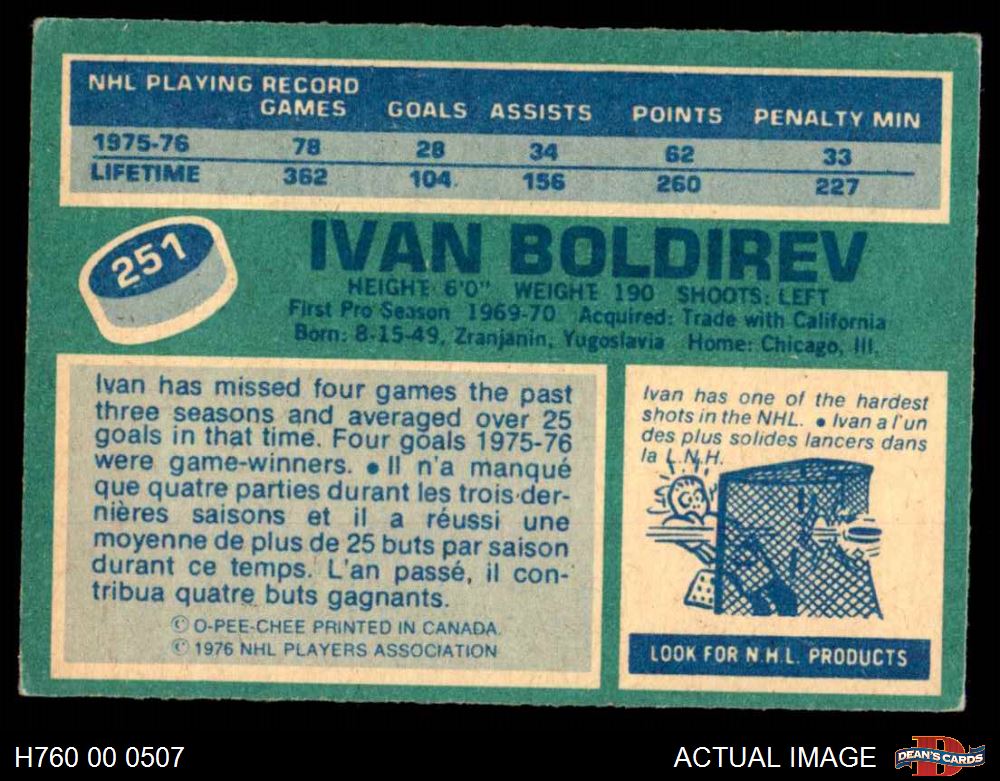 NHL PLAYING RECORD
GAMES GOALS ASSISTS POINTS PENALTY MIN
1975-76 78 28 34 62 33
LIFETIME 362 104 156 260 227
251
IVAN BOLDIREV
HEIGHT 6'0" WEIGHT 190 SHOOTS: LEFT
First Pro Season 1969-70 Acquired: Trade with California
Born: 8-15-49, Zranjanin, Yugoslavia Home: Chicago, Ill.
Ivan has missed four games the past
three seasons and averaged over 25
goals in that time. Four goals 1975-76
were game-winners. • Il n'a manqué
que quatre parties durant les trois der-
nières saisons et il a réussi une
moyenne de plus de 25 buts par saison
durant ce temps. L'an passé, il con-
tribua quatre buts gagnants.
© O-PEE-CHEE PRINTED IN CANADA.
© 1976 NHL PLAYERS ASSOCIATION
Ivan has one of the hardest
shots in the NHL. • Ivan a l'un
des plus solides lancers dans
la L.N.H.
LOOK FOR N.H.L. PRODUCTS
H760 00 0507
ACTUAL IMAGE
D
DEAN'S CARDS